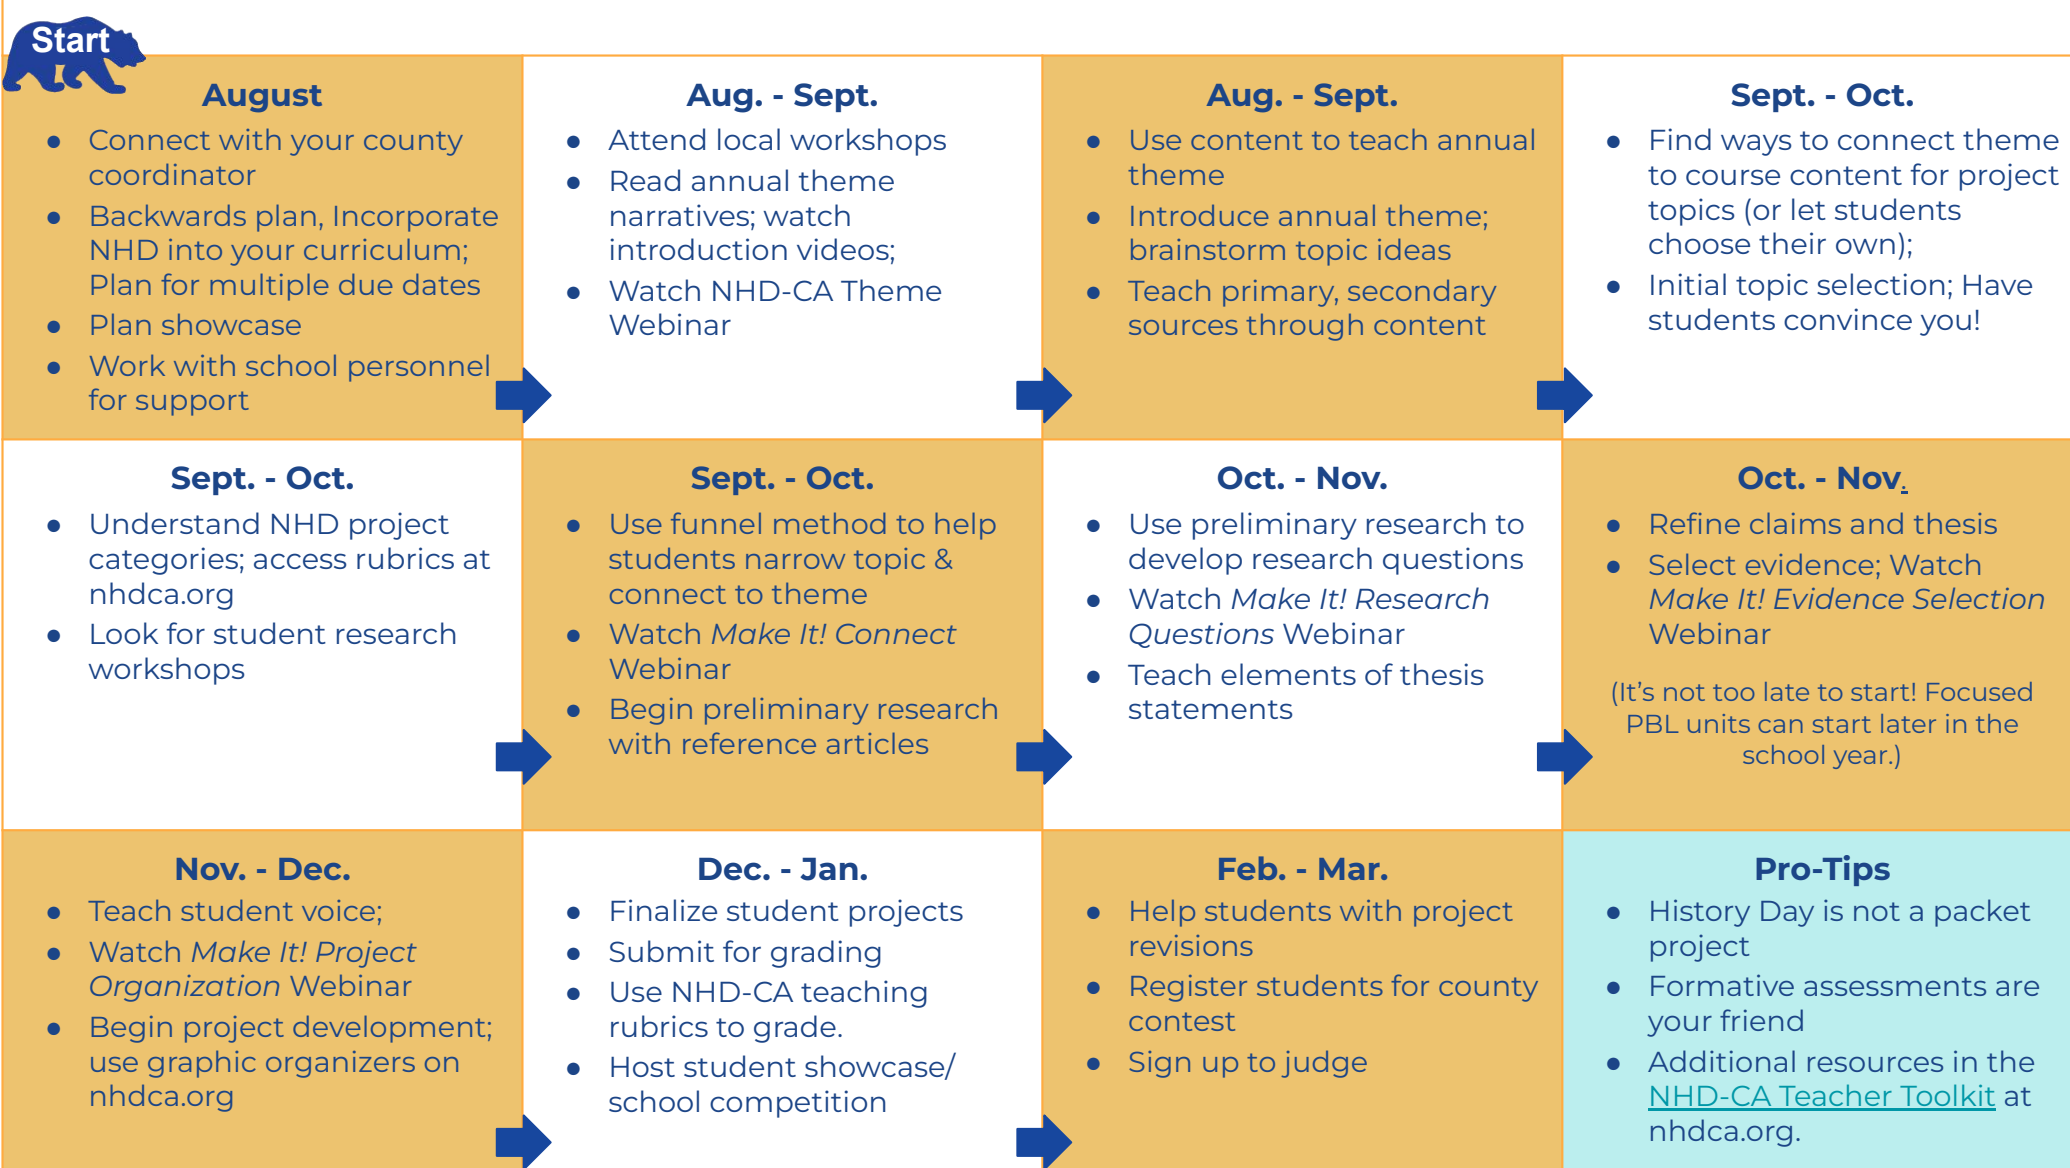 Start
August
● Connect with your county
coordinator
● Backwards plan, Incorporate
NHD into your curriculum;
Plan for multiple due dates
● Plan showcase
● Work with school personnel
for support
Aug. - Sept.
● Attend local workshops
● Read annual theme
narratives; watch
introduction videos;
● Watch NHD-CA Theme
Webinar
Aug. - Sept.
● Use content to teach annual
theme
● Introduce annual theme;
brainstorm topic ideas
● Teach primary, secondary
sources through content
Sept. - Oct.
● Find ways to connect theme
to course content for project
topics (or let students
choose their own);
● Initial topic selection; Have
students convince you!
Sept. - Oct.
● Understand NHD project
categories; access rubrics at
nhdca.org
● Look for student research
workshops
Sept. - Oct.
● Use funnel method to help
students narrow topic &
connect to theme
● Watch Make It! Connect
Webinar
● Begin preliminary research
with reference articles
Oct. - Nov.
● Use preliminary research to
develop research questions
● Watch Make It! Research
Questions Webinar
● Teach elements of thesis
statements
Oct. - Nov.
● Refine claims and thesis
● Select evidence; Watch
Make It! Evidence Selection
Webinar
(It’s not too late to start! Focused
PBL units can start later in the
school year.)
Nov. - Dec.
● Teach student voice;
● Watch Make It! Project
Organization Webinar
● Begin project development;
use graphic organizers on
nhdca.org
Dec. - Jan.
● Finalize student projects
● Submit for grading
● Use NHD-CA teaching
rubrics to grade.
● Host student showcase/
school competition
Feb. - Mar.
● Help students with project
revisions
● Register students for county
contest
● Sign up to judge
Pro-Tips
● History Day is not a packet
project
● Formative assessments are
your friend
● Additional resources in the
NHD-CA Teacher Toolkit at
nhdca.org.